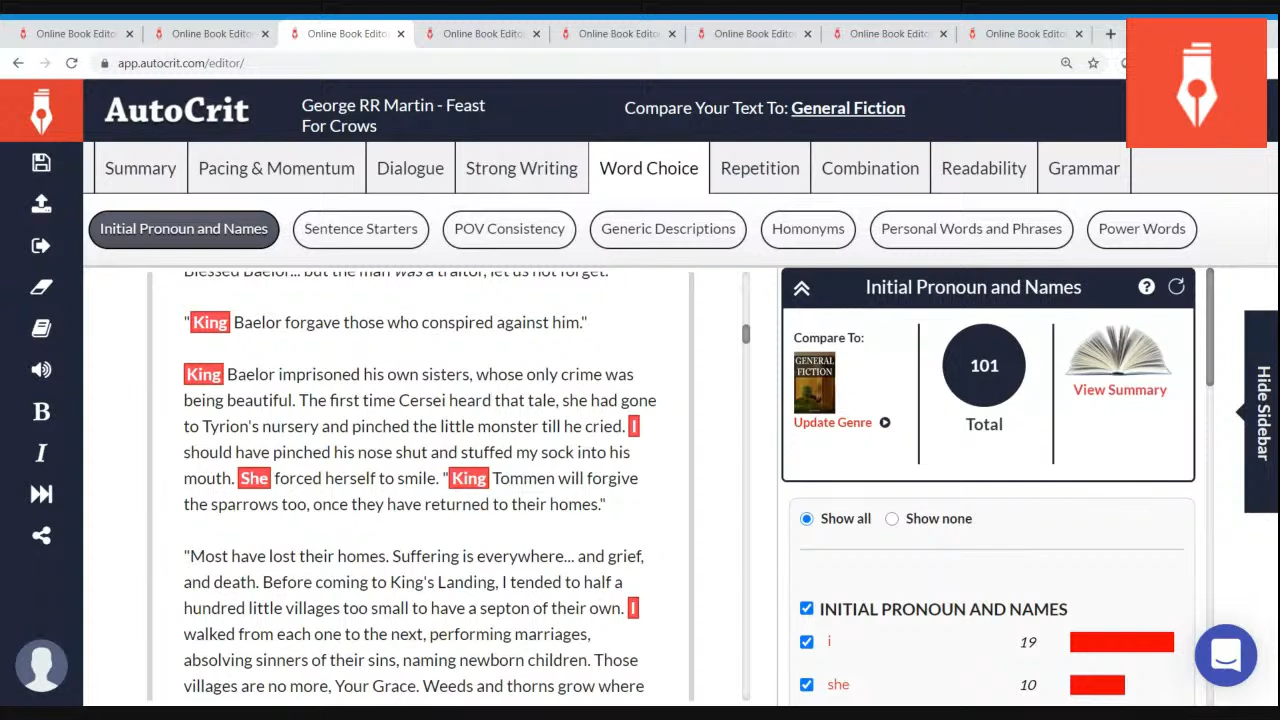 Online Book Edito
Online Book Edito
Online Book Edito
Online Book Edito
Online Book Edito
Online Book Edito
Online Book Edito
Online Book Edito
app.autocrit.com/editor/
AutoCrit
George RR Martin - Feast
For Crows
Compare Your Text To: General Fiction
Summary
Pacing & Momentum
Dialogue
Strong Writing
Word Choice
Repetition
Combination
Readability
Grammar
Initial Pronoun and Names
Sentence Starters
POV Consistency
Generic Descriptions
Homonyms
Personal Words and Phrases
Power Words
Blessed Baelor... but the man was a traitor, let us not forget.
"King Baelor forgave those who conspired against him."
King Baelor imprisoned his own sisters, whose only crime was
being beautiful. The first time Cersei heard that tale, she had gone
to Tyrion's nursery and pinched the little monster till he cried. I
should have pinched his nose shut and stuffed my sock into his
mouth. She forced herself to smile. "King Tommen will forgive
the sparrows too, once they have returned to their homes."
"Most have lost their homes. Suffering is everywhere... and grief,
and death. Before coming to King's Landing, I tended to half a
hundred little villages too small to have a septon of their own. I
walked from each one to the next, performing marriages,
absolving sinners of their sins, naming newborn children. Those
villages are no more, Your Grace. Weeds and thorns grow where
Initial Pronoun and Names
?
Compare To:
GENERAL
FICTION
Update Genre
101
Total
View Summary
Show all
Show none
INITIAL PRONOUN AND NAMES
i 19
she 10
Hide Sidebar
B
I